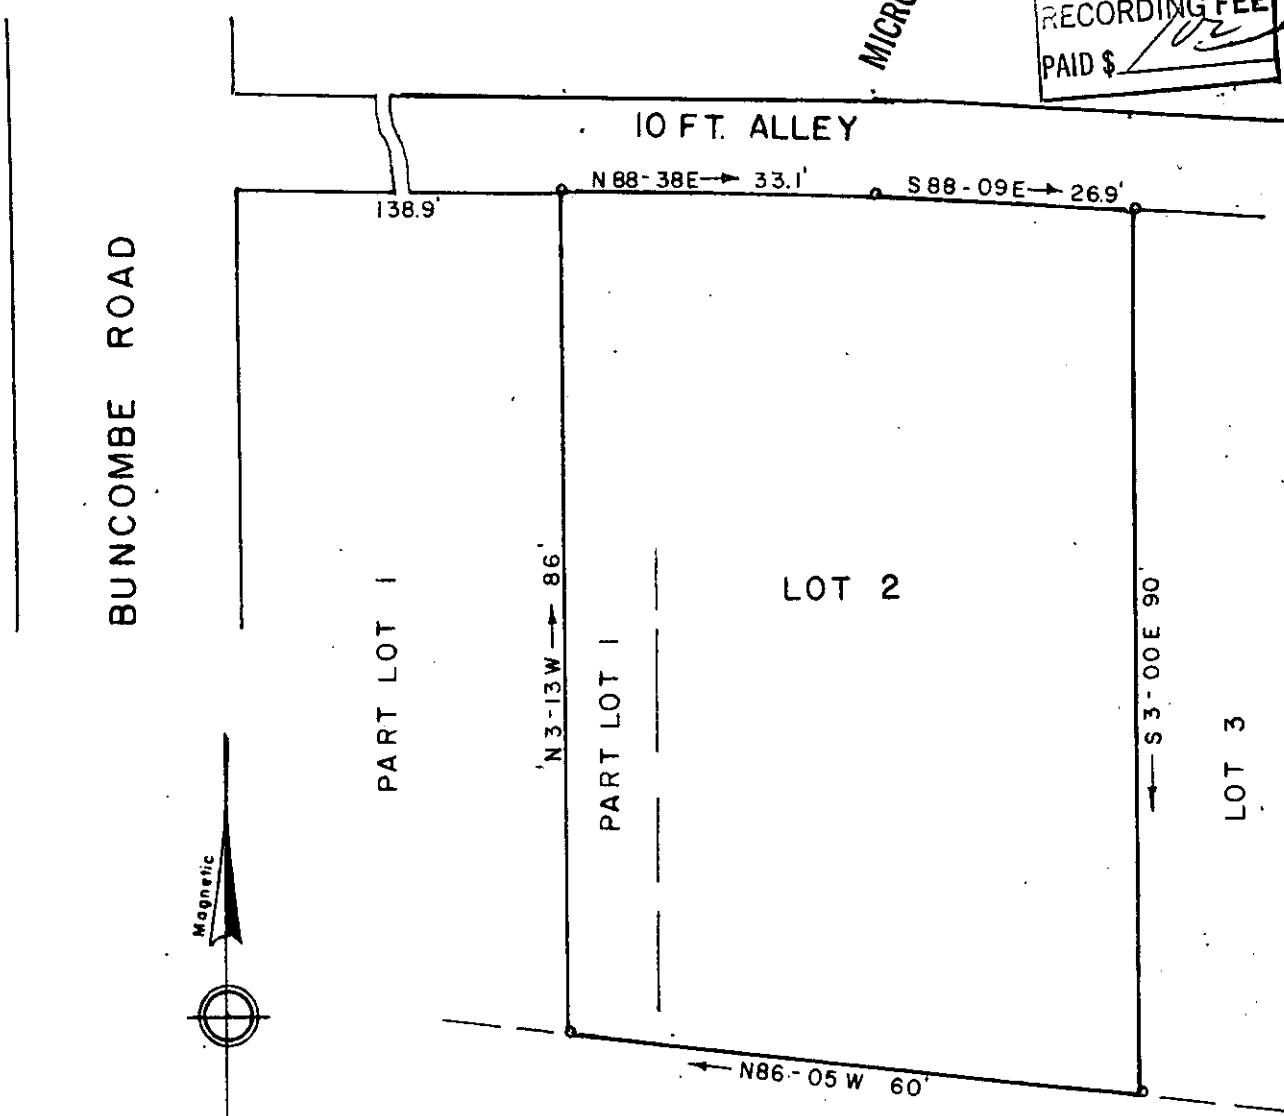 RECORDING FEE
PAID $ 102
10 FT. ALLEY
N 88-38E → 33.1'
S 88-09E → 26.9'
138.9'
BUNCOMBE ROAD
PART LOT 1
N 3-13W → 86'
PART LOT 1
LOT 2
← S 3-00E 90'
LOT 3
Magnetic
← N86-05 W 60'